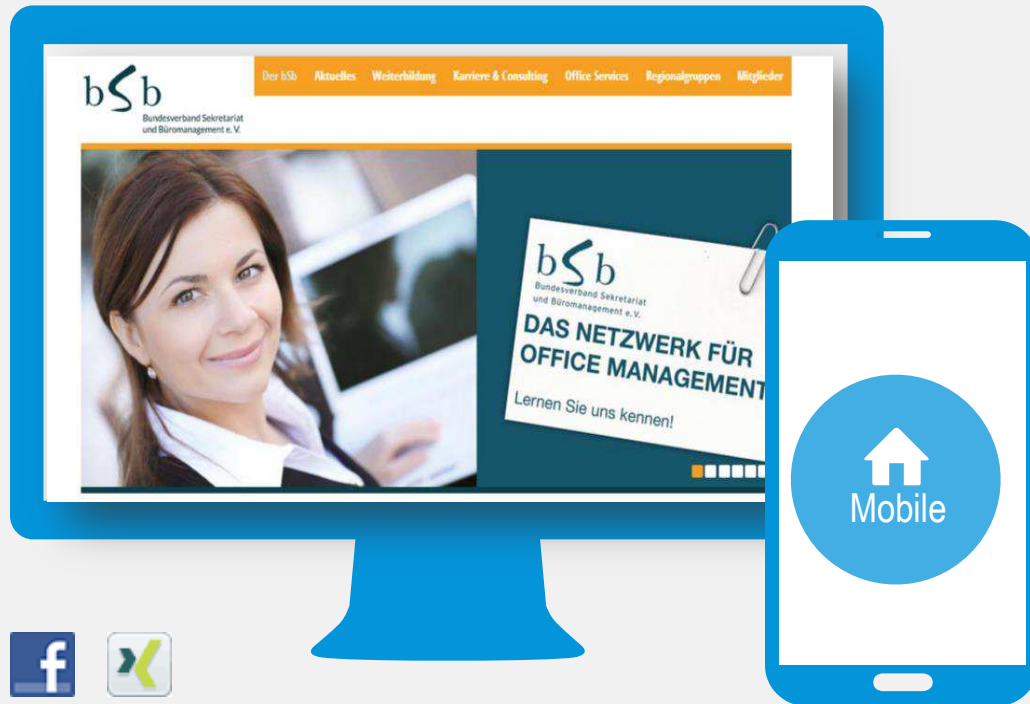 bSb
Bundesverband Sekretariat
und Büromanagement e. V.
Der bSb Aktuelles Weiterbildung Karriere & Consulting Office Services Regionalgruppen Mitglieder
bSb
Bundesverband Sekretariat
und Büromanagement e. V.
DAS NETZWERK FÜR
OFFICE MANAGEMENT
Lernen Sie uns kennen!
Mobile
f